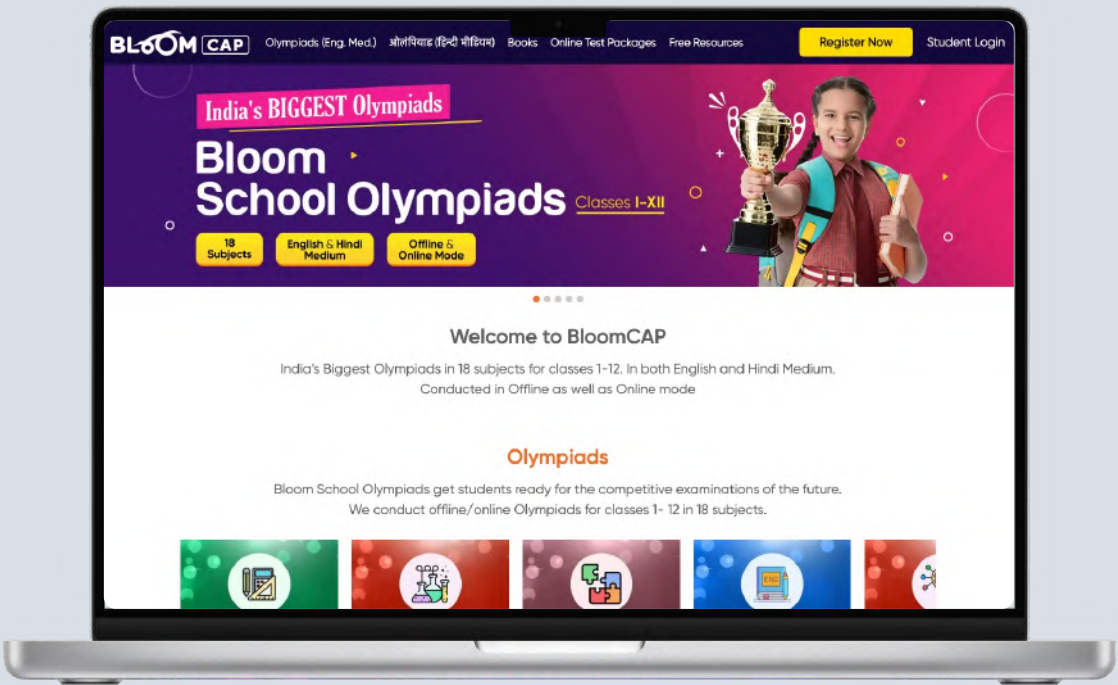 BLOOM CAP
Olympiads (Eng. Med.)
ओलंपियाड (हिन्दी मीडियम)
Books
Online Test Packages
Free Resources
Register Now
Student Login
India's BIGGEST Olympiads
Bloom
School Olympiads
Classes I-XII
18
Subjects
English & Hindi
Medium
Offline &
Online Mode
Welcome to BloomCAP
India's Biggest Olympiads in 18 subjects for classes 1-12. In both English and Hindi Medium.
Conducted in Offline as well as Online mode
Olympiads
Bloom School Olympiads get students ready for the competitive examinations of the future.
We conduct offline/online Olympiads for classes 1- 12 in 18 subjects.
ENG